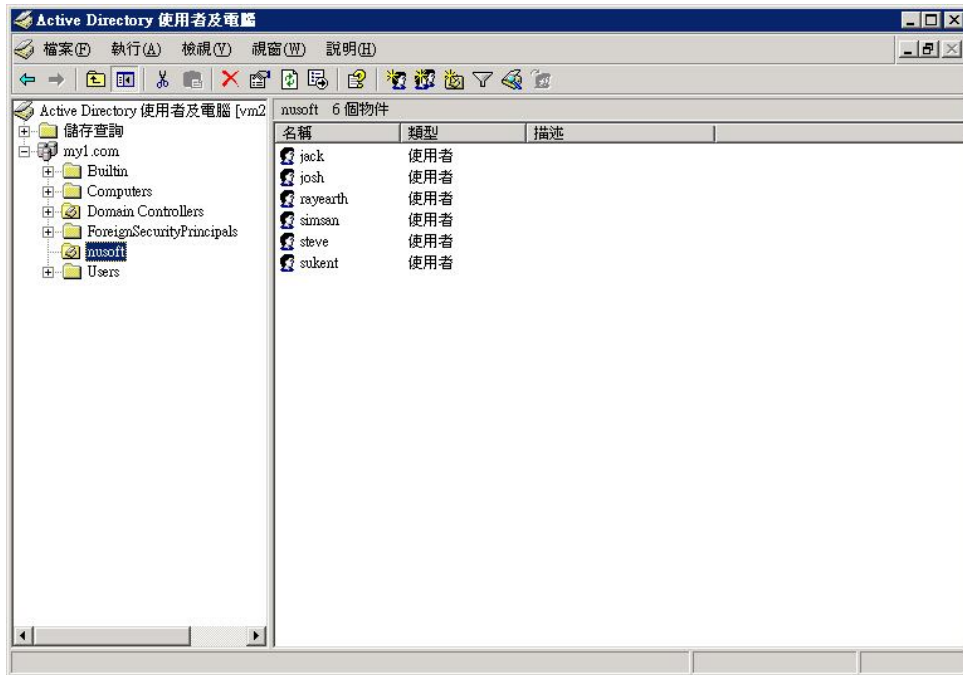 Active Directory 使用者及電腦
檔案(F) 執行(A) 檢視(V) 視窗(W) 說明(H)
Active Directory 使用者及電腦 [vm2
儲存查詢
my1.com
Builtin
Computers
Domain Controllers
ForeignSecurityPrincipals
nusoft
Users
nusoft 6 個物件
名稱 類型 描述
jack 使用者
josh 使用者
rayearth 使用者
simsan 使用者
steve 使用者
sukent 使用者